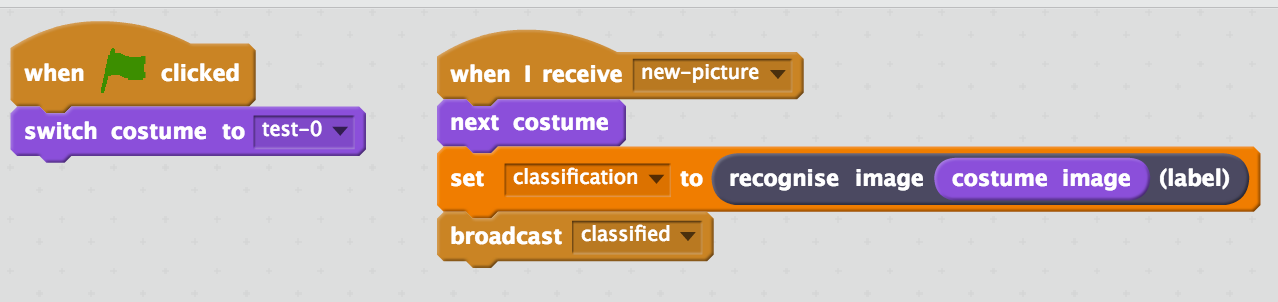 when clicked
switch costume to test-0
when I receive new-picture
next costume
set classification to recognise image costume image (label)
broadcast classified